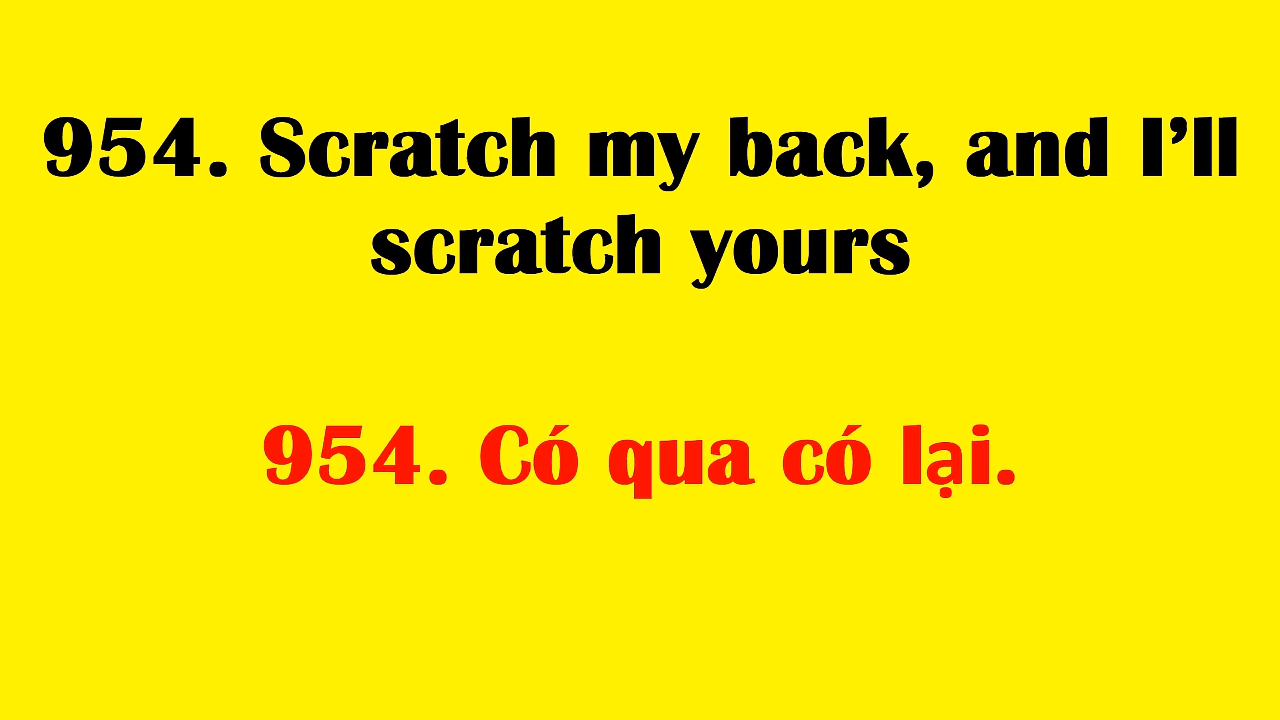 954. Scratch my back, and I’ll
scratch yours
954. Có qua có lại.